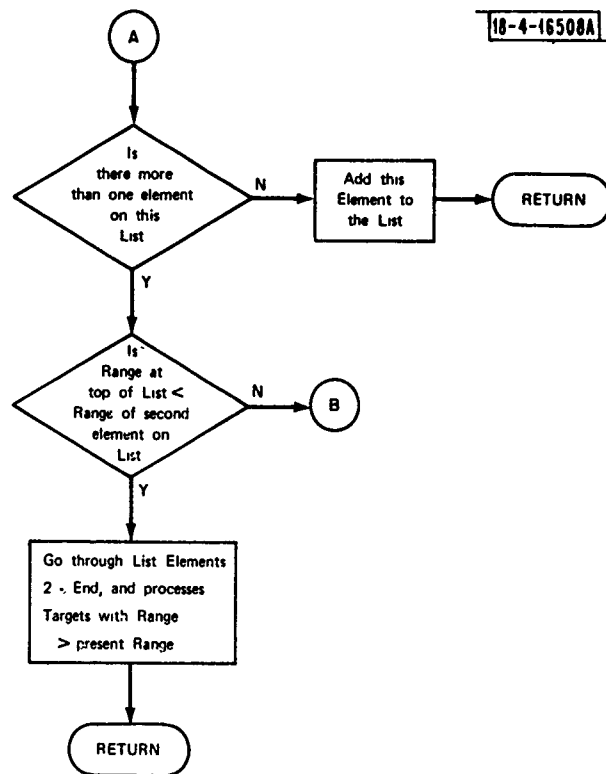 18-4-16508A
A
Is
there more
than one element
on this
List
N
Add this
Element to
the List
RETURN
Y
Is
Range at
top of List <
Range of second
element on
List
N
B
Y
Go through List Elements
2 -. End, and processes
Targets with Range
> present Range
RETURN